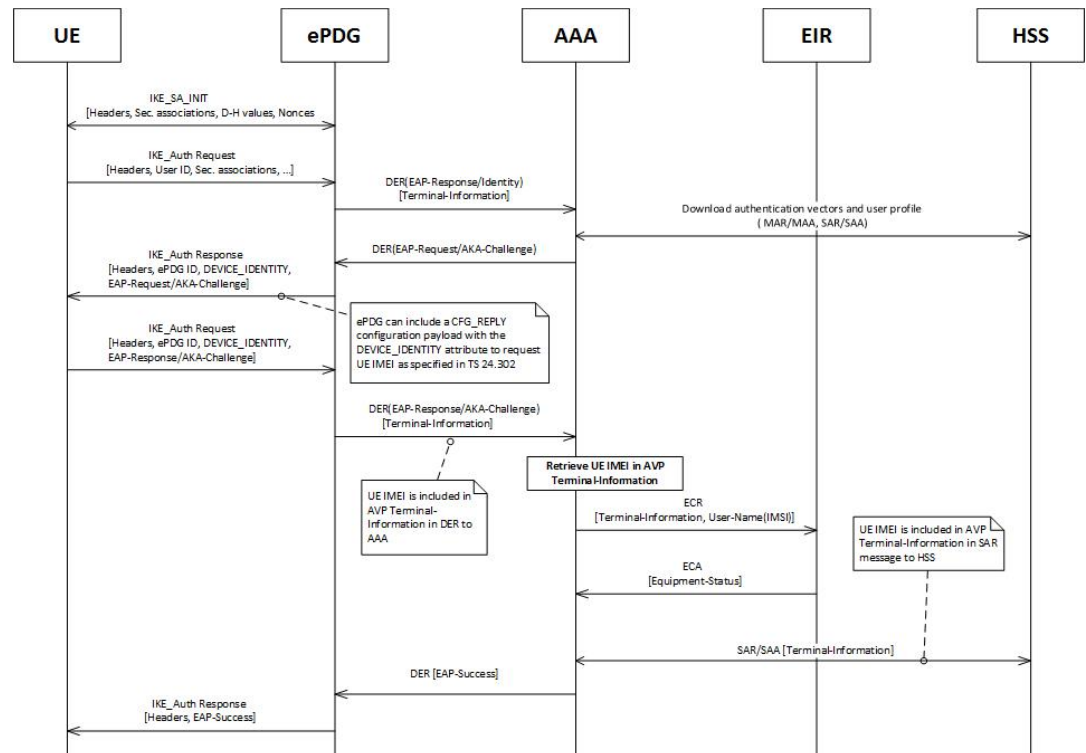 UE
ePDG
AAA
EIR
HSS
IKE_SA_INIT
[Headers, Sec. associations, D-H values, Nonces
IKE_Auth Request
[Headers, User ID, Sec. associations, ...]
DER(EAP-Response/Identity)
[Terminal-Information]
Download authentication vectors and user profile
( MAR/MAA, SAR/SAA)
DER(EAP-Request/AKA-Challenge)
IKE_Auth Response
[Headers, ePDG ID, DEVICE_IDENTITY,
EAP-Request/AKA-Challenge]
ePDG can include a CFG_REPLY
configuration payload with the
DEVICE_IDENTITY attribute to request
UE IMEI as specified in TS 24.302
IKE_Auth Request
[Headers, ePDG ID, DEVICE_IDENTITY,
EAP-Response/AKA-Challenge]
DER(EAP-Response/AKA-Challenge)
[Terminal-Information]
Retrieve UE IMEI in AVP
Terminal-Information
UE IMEI is included in
AVP Terminal-
Information in DER to
AAA
ECR
[Terminal-Information, User-Name(IMSI)]
UE IMEI is included in AVP
Terminal-Information in SAR
message to HSS
ECA
[Equipment-Status]
SAR/SAA [Terminal-Information]
DER [EAP-Success]
IKE_Auth Response
[Headers, EAP-Success]